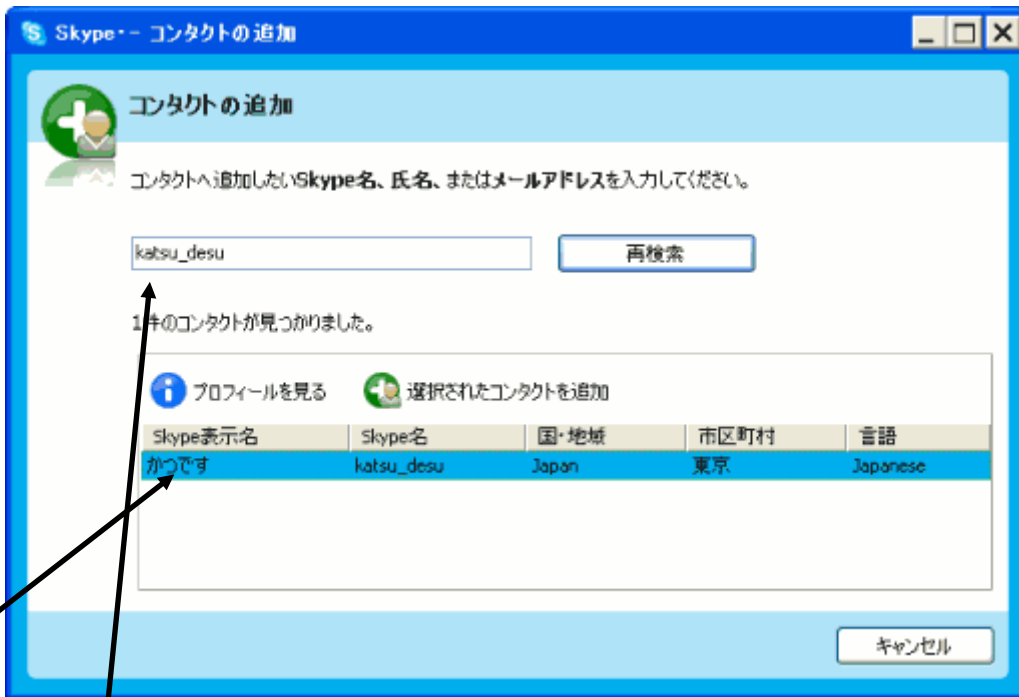 Skype・- コンタクトの追加
コンタクトの追加
コンタクトへ追加したいSkype名、氏名、またはメールアドレスを入力してください。
katsu_desu 再検索
1件のコンタクトが見つかりました。
プロフィールを見る 選択されたコンタクトを追加
Skype表示名 Skype名 国・地域 市区町村 言語
かつです katsu_desu Japan 東京 Japanese
キャンセル